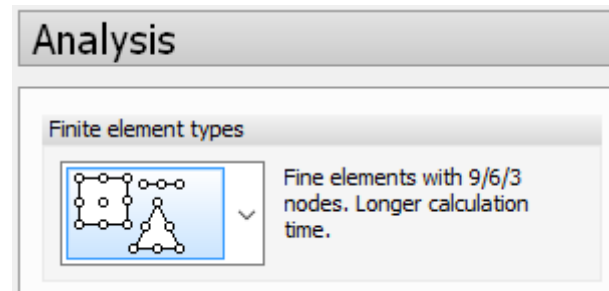 Analysis
Finite element types
Fine elements with 9/6/3
nodes. Longer calculation
time.